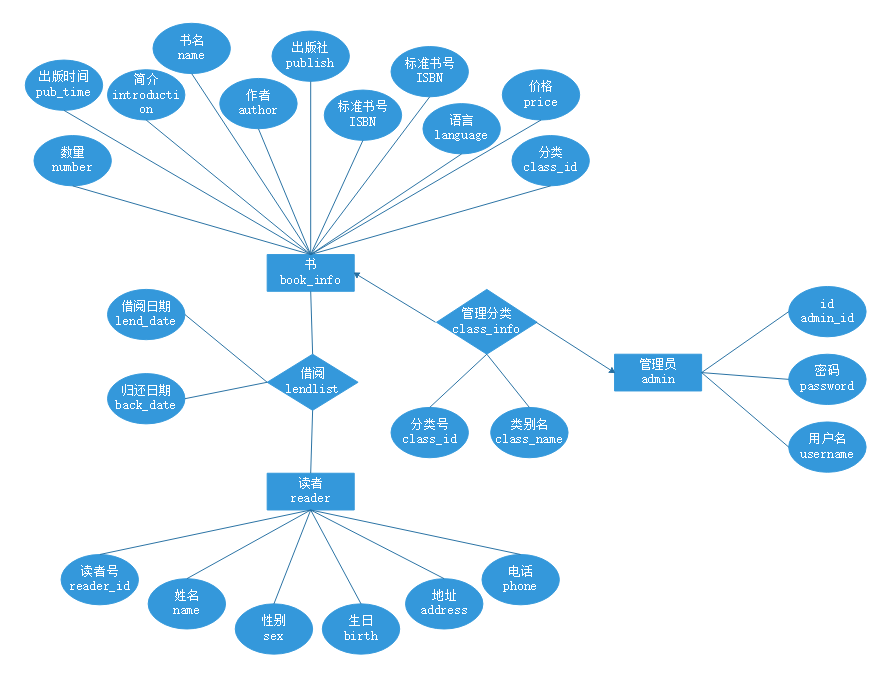 书名
name
出版社
publish
标准书号
ISBN
出版时间
pub_time
简介
introducti
on
作者
author
标准书号
ISBN
价格
price
语言
language
数量
number
分类
class_id
书
book_info
借阅日期
lend_date
管理分类
class_info
id
admin_id
借阅
lendlist
管理员
admin
密码
password
归还日期
back_date
分类号
class_id
类别名
class_name
用户名
username
读者
reader
读者号
reader_id
姓名
name
性别
sex
生日
birth
地址
address
电话
phone